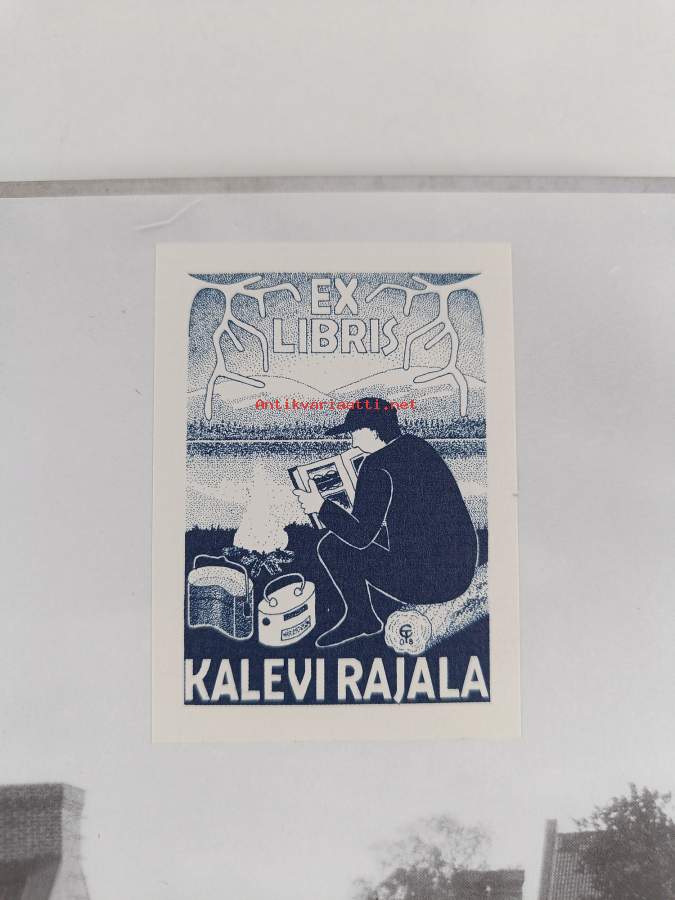 EX
LIBRIS
Antikvariaatti.net
KALEVI RAJALA